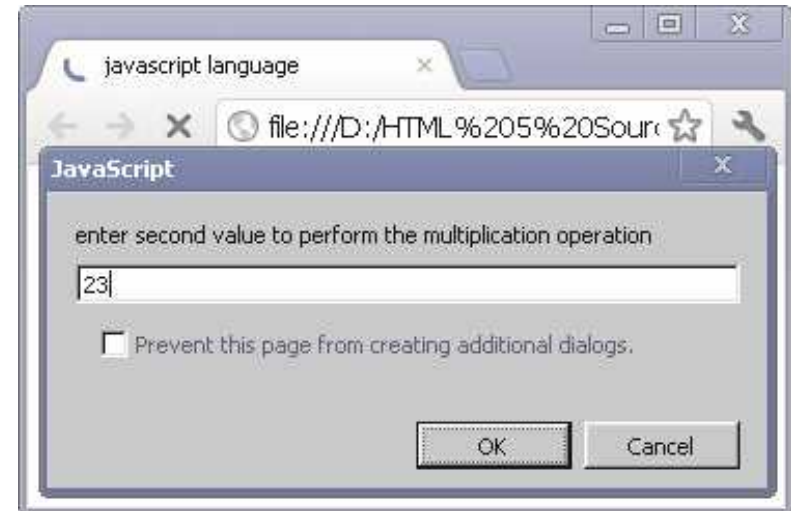 javascript language
file:///D:/HTML%205%20Sour
JavaScript
enter second value to perform the multiplication operation
23
Prevent this page from creating additional dialogs.
OK Cancel